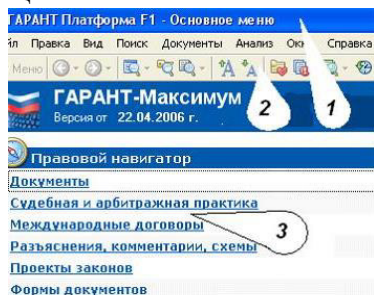 ГАРАНТ Платформа F1 - Основное меню
йл Правка Вид Поиск Документы Анализ Окн Справка
Меню
ГАРАНТ-Максимум
Версия от 22.04.2006 г.
2
1
Правовой навигатор
Документы
Судебная и арбитражная практика
Международные договоры
3
Разъяснения, комментарии, схемы
Проекты законов
Формы документов